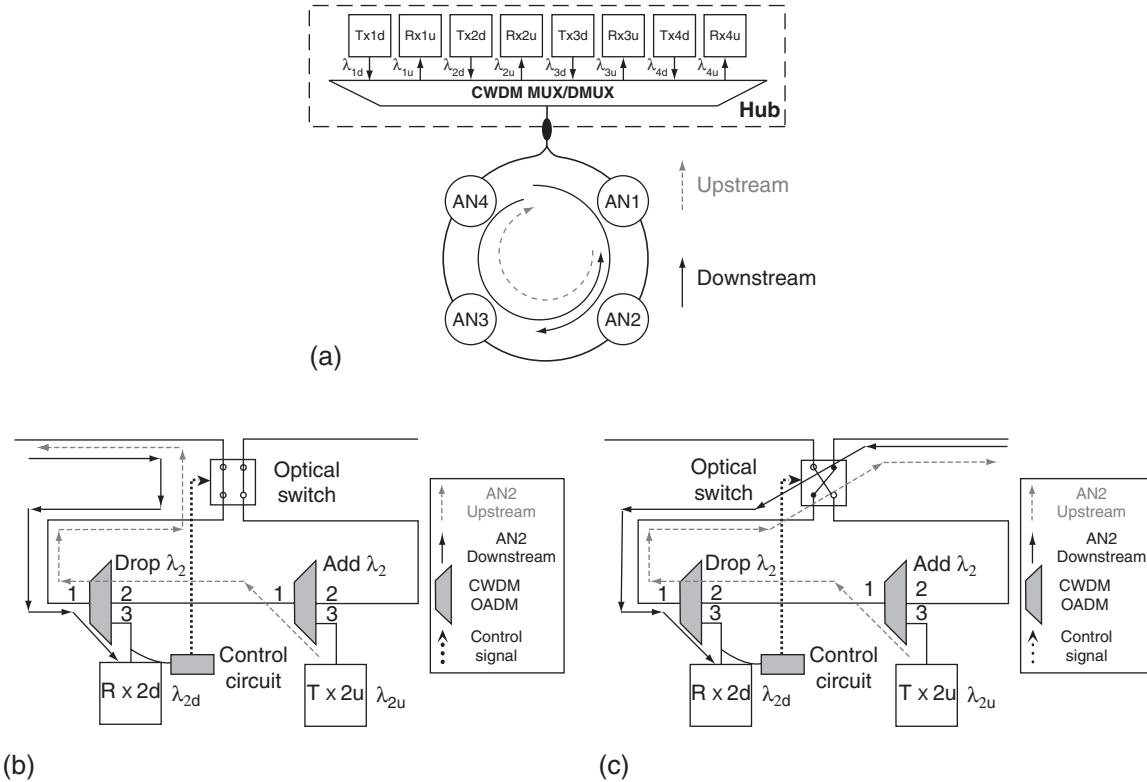 Tx1d Rx1u Tx2d Rx2u Tx3d Rx3u Tx4d Rx4u
λ1d λ1u λ2d λ2u λ3d λ3u λ4d λ4u
CWDM MUX/DMUX
Hub
AN4 AN1
AN3 AN2
Upstream
Downstream
(a)
Optical
switch
Drop λ2
Add λ2
1 2 1 2
3 3
Control
circuit
R x 2d λ2d
T x 2u λ2u
AN2
Upstream
AN2
Downstream
CWDM
OADM
Control
signal
(b)
Optical
switch
Drop λ2
Add λ2
1 2 1 2
3 3
Control
circuit
R x 2d λ2d
T x 2u λ2u
AN2
Upstream
AN2
Downstream
CWDM
OADM
Control
signal
(c)